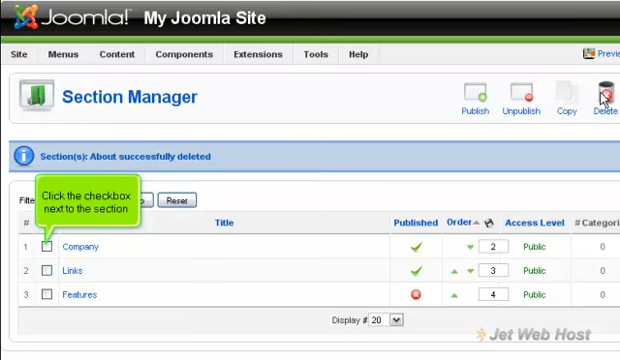 Joomla! My Joomla Site
Site Menus Content Components Extensions Tools Help
Section Manager
Publish Unpublish Copy Delete
Section(s): About successfully deleted
Click the checkbox
next to the section
Reset
# Title Published Order Access Level
1 Company 2 Public 0
2 Links 3 Public 0
3 Features 4 Public 0
Display # 20
Jet Web Host